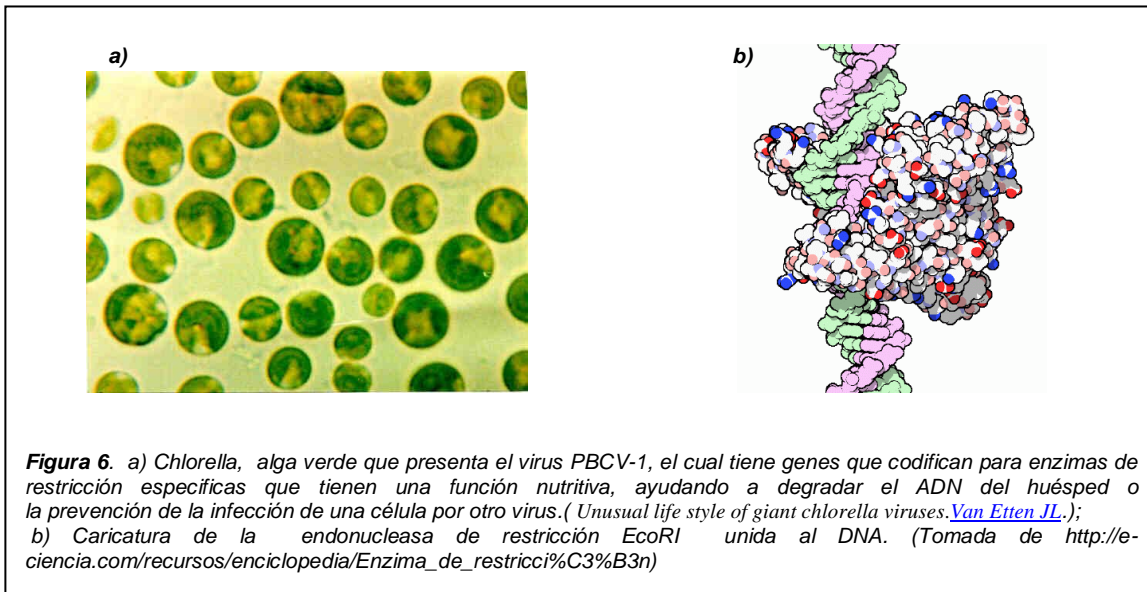 a)
b)
Figura 6. a) Chlorella, alga verde que presenta el virus PBCV-1, el cual tiene genes que codifican para enzimas de
restricción especificas que tienen una función nutritiva, ayudando a degradar el ADN del huésped o
la prevención de la infección de una célula por otro virus.( Unusual life style of giant chlorella viruses.Van Etten JL.);
b) Caricatura de la endonucleasa de restricción EcoRI unida al DNA. (Tomada de http://e-
ciencia.com/recursos/enciclopedia/Enzima_de_restricci%C3%B3n)